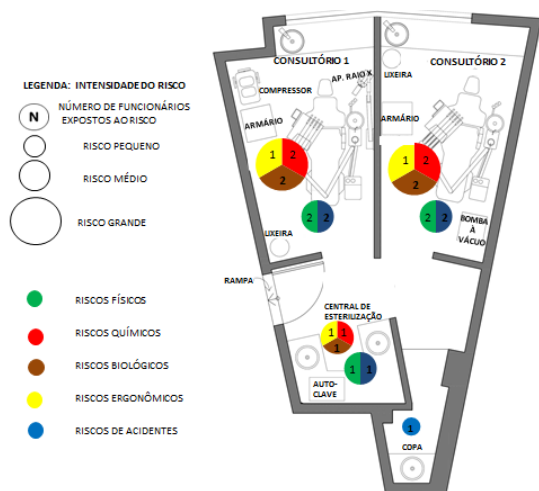 LEGENDA: INTENSIDADE DO RISCO
N
NÚMERO DE FUNCIONÁRIOS
EXPOSTOS AO RISCO
RISCO PEQUENO
RISCO MÉDIO
RISCO GRANDE
RISCOS FÍSICOS
RISCOS QUÍMICOS
RISCOS BIOLÓGICOS
RISCOS ERGONÔMICOS
RISCOS DE ACIDENTES
CONSULTÓRIO 1
AP. RAIO X
COMPRESSOR
ARMÁRIO
1 2
2
2 2
LIXEIRA
CONSULTÓRIO 2
LIXEIRA
ARMÁRIO
1 2
2
2 2
BOMBA
À
VÁCUO
RAMPA
CENTRAL DE
ESTERILIZAÇÃO
1 1
1
1 1
AUTO-
CLAVE
1
COPA